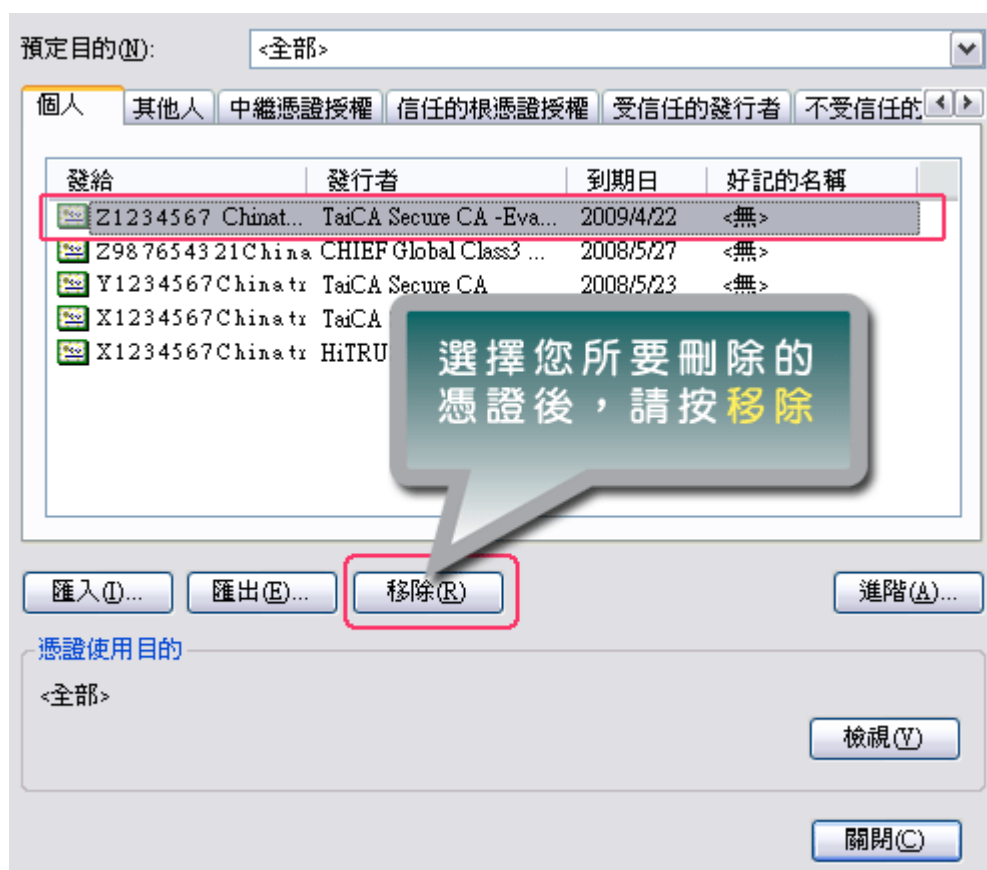 預定目的(N): <全部>
個人 其他人 中繼憑證授權 信任的根憑證授權 受信任的發行者 不受信任的
發給 發行者 到期日 好記的名稱
Z1234567 Chinat... TaiCA Secure CA -Eva... 2009/4/22 <無>
Z987654321China CHIEF Global Class3 ... 2008/5/27 <無>
Y1234567Chinatr TaiCA Secure CA 2008/5/23 <無>
X1234567Chinatr TaiCA
X1234567Chinatr HiTRU
選擇您所要刪除的
憑證後，請按移除
匯入(I)... 匯出(E)... 移除(R) 進階(A)...
憑證使用目的
<全部>
檢視(V)
關閉(C)